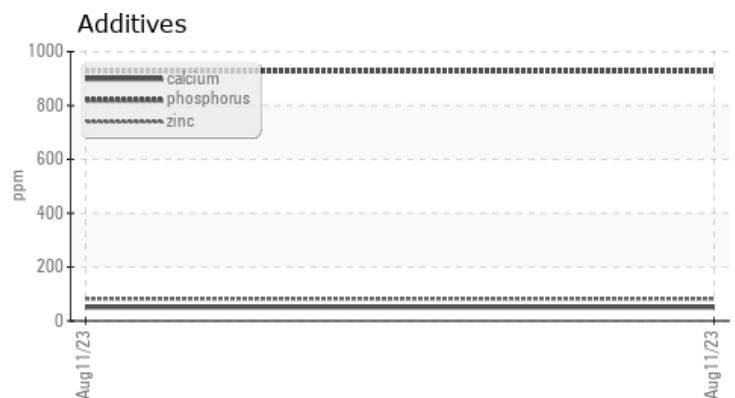 Additives
1000
800
600
400
200
0
ppm
calcium
phosphorus
zinc
Aug11/23
Aug11/23